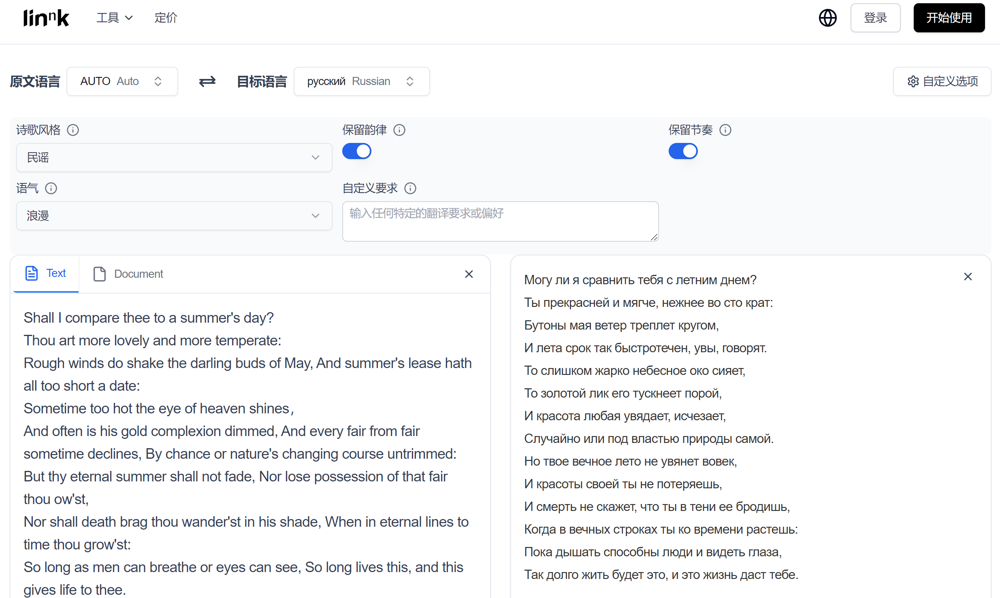 linnk
工具
定价
登录
开始使用
原文语言
AUTO Auto
目标语言
русский Russian
自定义选项
诗歌风格
保留韵律
保留节奏
民谣
语气
自定义要求
浪漫
输入任何特定的翻译要求或偏好
Text
Document
Shall I compare thee to a summer's day?
Thou art more lovely and more temperate:
Rough winds do shake the darling buds of May, And summer's lease hath
all too short a date:
Sometime too hot the eye of heaven shines，
And often is his gold complexion dimmed, And every fair from fair
sometime declines, By chance or nature's changing course untrimmed:
But thy eternal summer shall not fade, Nor lose possession of that fair
thou ow'st,
Nor shall death brag thou wander'st in his shade, When in eternal lines to
time thou grow'st:
So long as men can breathe or eyes can see, So long lives this, and this
gives life to thee.
Могу ли я сравнить тебя с летним днем?
Ты прекрасней и мягче, нежнее во сто крат:
Бутоны мая ветер треплет кругом,
И лета срок так быстротечен, увы, говорят.
То слишком жарко небесное око сияет,
То золотой лик его тускнеет порой,
И красота любая увядает, исчезает,
Случайно или под властью природы самой.
Но твое вечное лето не увянет вовек,
И красоты своей ты не потеряешь,
И смерть не скажет, что ты в тени ее бродишь,
Когда в вечных строках ты ко времени растешь:
Пока дышать способны люди и видеть глаза,
Так долго жить будет это, и это жизнь даст тебе.